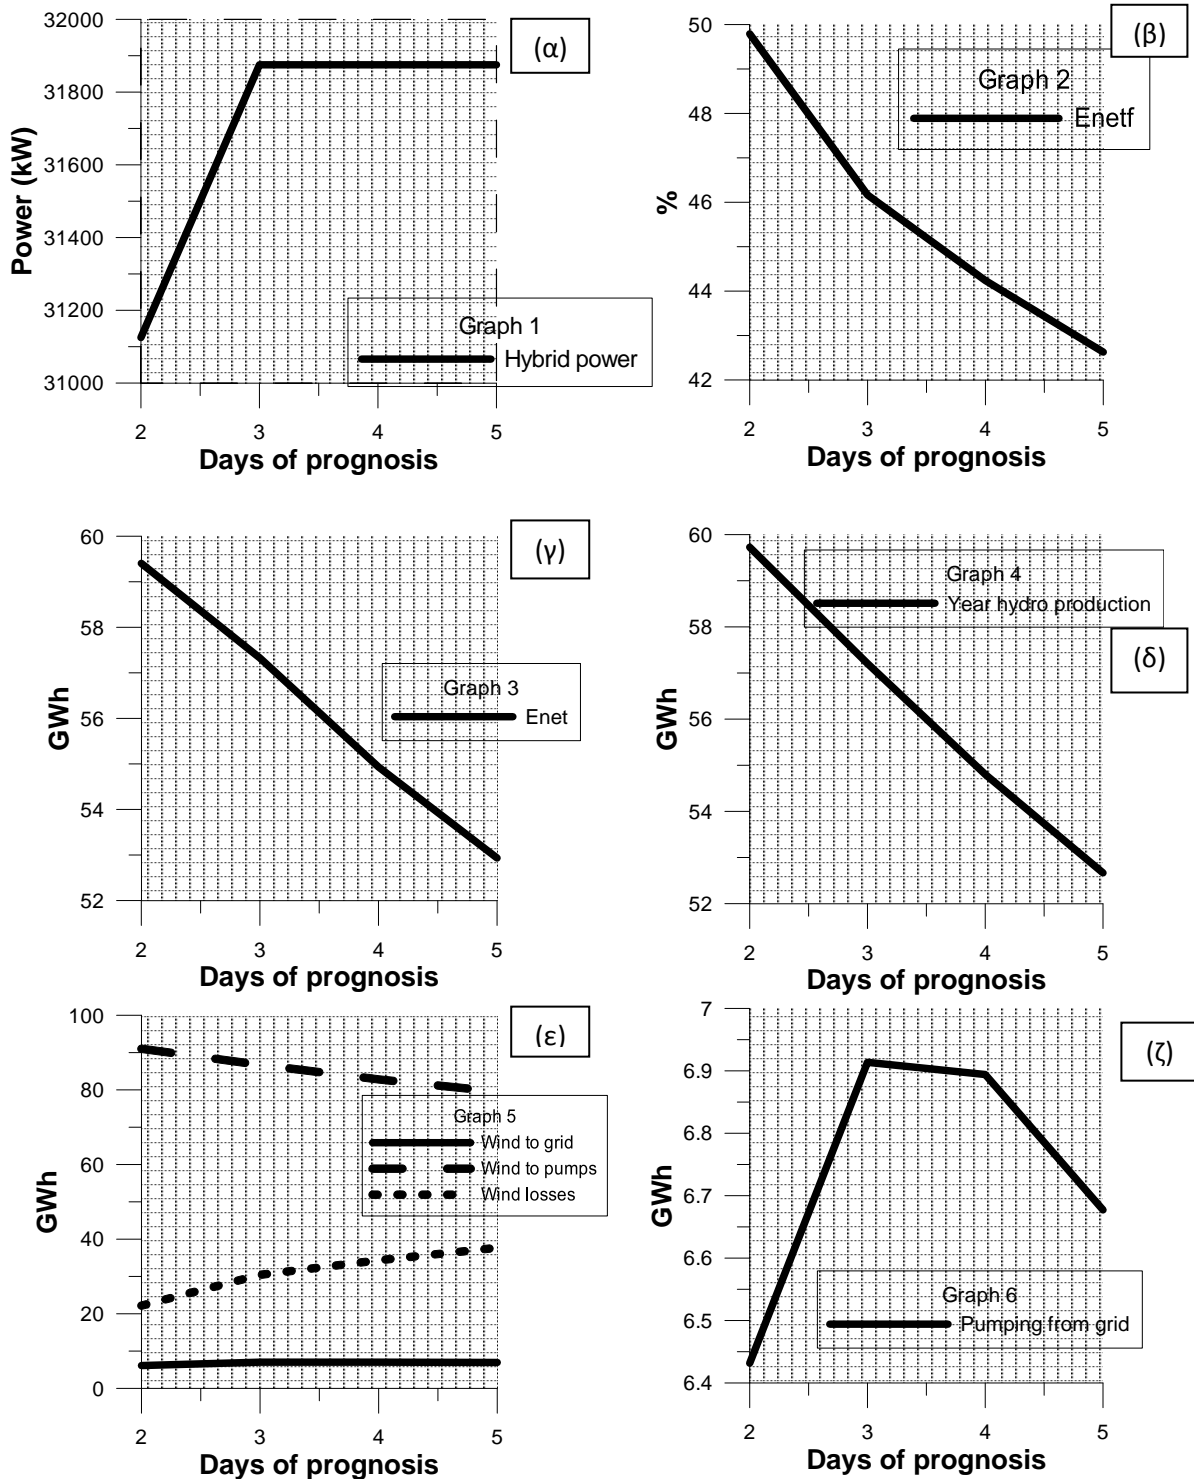 (α)
Power (kW)
32000
31800
31600
31400
31200
31000
Graph 1
Hybrid power
2 3 4 5
Days of prognosis
(β)
%
50
48
46
44
42
Graph 2
Enetf
2 3 4 5
Days of prognosis
(γ)
GWh
60
58
56
54
52
Graph 3
Enet
2 3 4 5
Days of prognosis
(δ)
GWh
60
58
56
54
52
Graph 4
Year hydro production
2 3 4 5
Days of prognosis
(ε)
GWh
100
80
60
40
20
0
Graph 5
Wind to grid
Wind to pumps
Wind losses
2 3 4 5
Days of prognosis
(ζ)
GWh
7
6.9
6.8
6.7
6.6
6.5
6.4
Graph 6
Pumping from grid
2 3 4 5
Days of prognosis